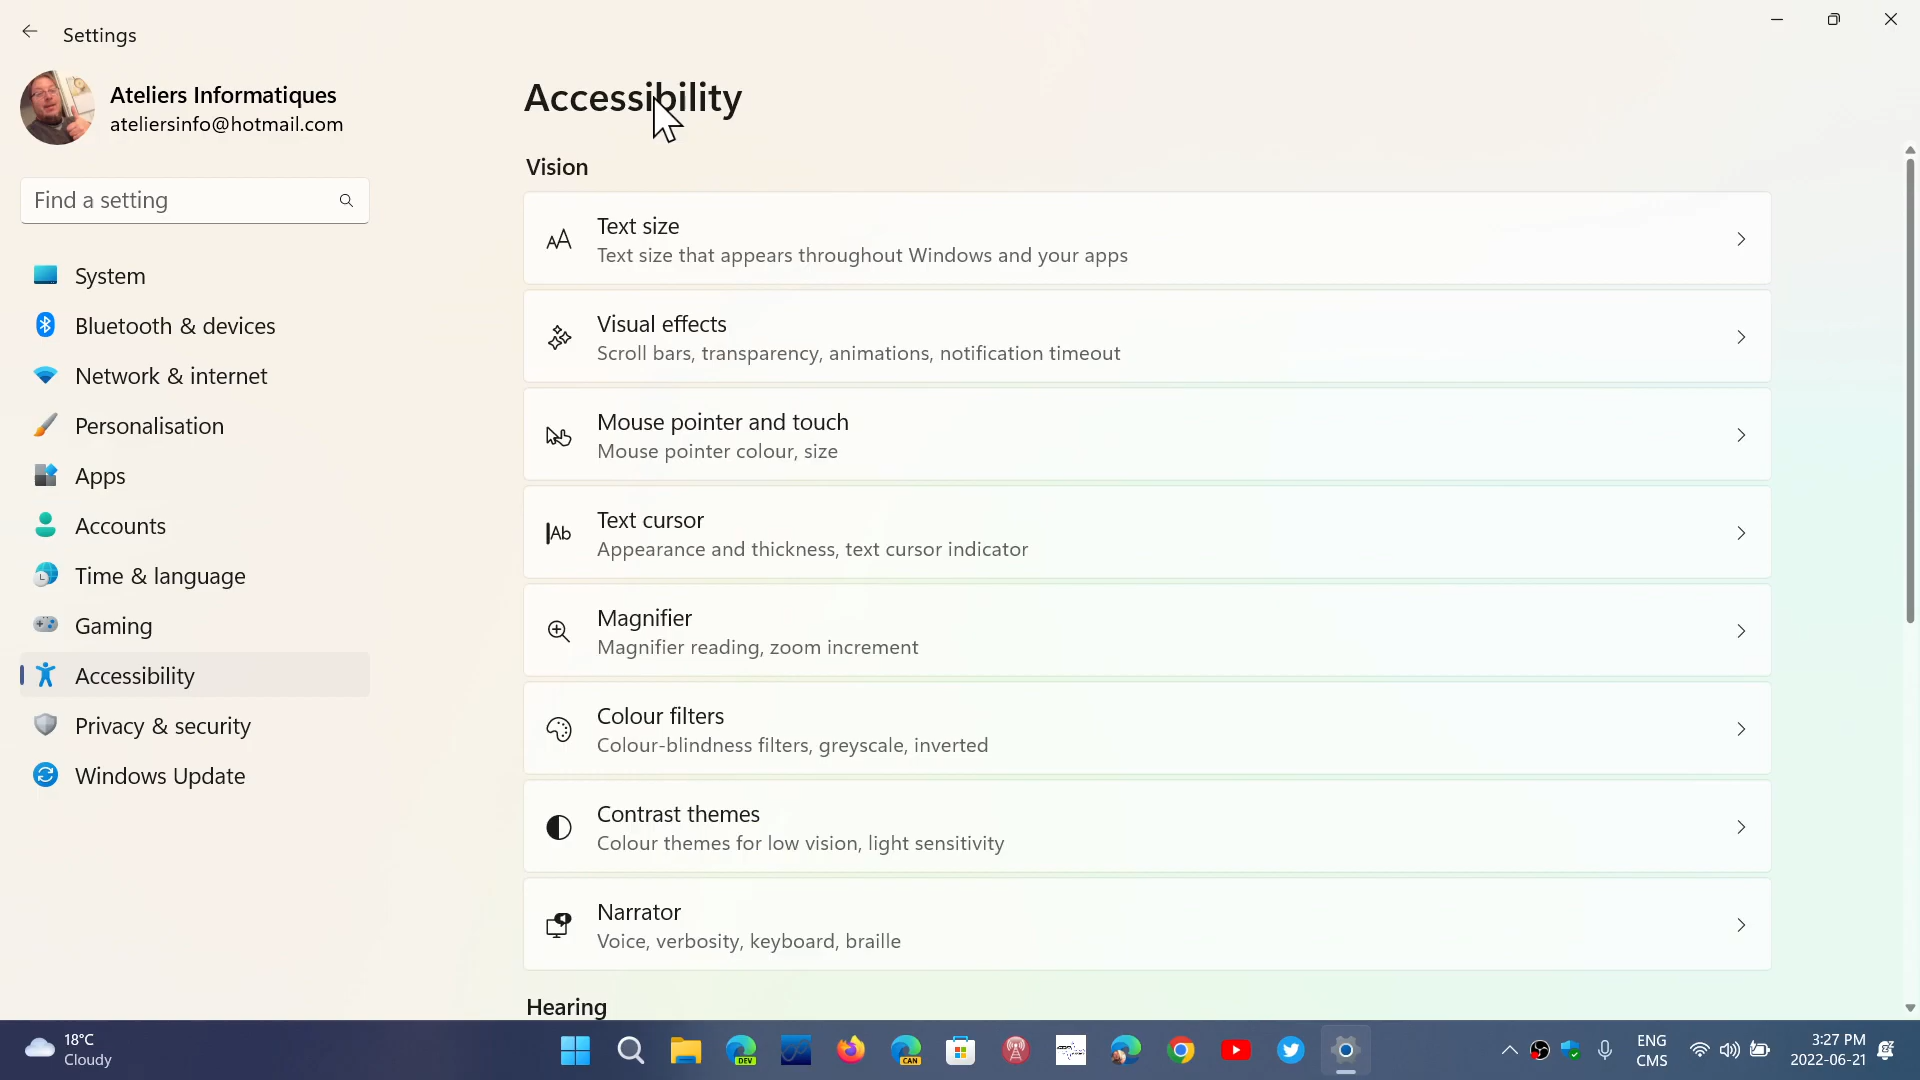 Settings
Ateliers Informatiques
ateliersinfo@hotmail.com
Find a setting
System
Bluetooth & devices
Network & internet
Personalisation
Apps
Accounts
Time & language
Gaming
Accessibility
Privacy & security
Windows Update
Accessibility
Vision
Text size
Text size that appears throughout Windows and your apps
Visual effects
Scroll bars, transparency, animations, notification timeout
Mouse pointer and touch
Mouse pointer colour, size
Ab
Text cursor
Appearance and thickness, text cursor indicator
Magnifier
Magnifier reading, zoom increment
Colour filters
Colour-blindness filters, greyscale, inverted
Contrast themes
Colour themes for low vision, light sensitivity
Narrator
Voice, verbosity, keyboard, braille
Hearing
18°C
Cloudy
DEV
CAN
ENG
CMS
3:27 PM
2022-06-21